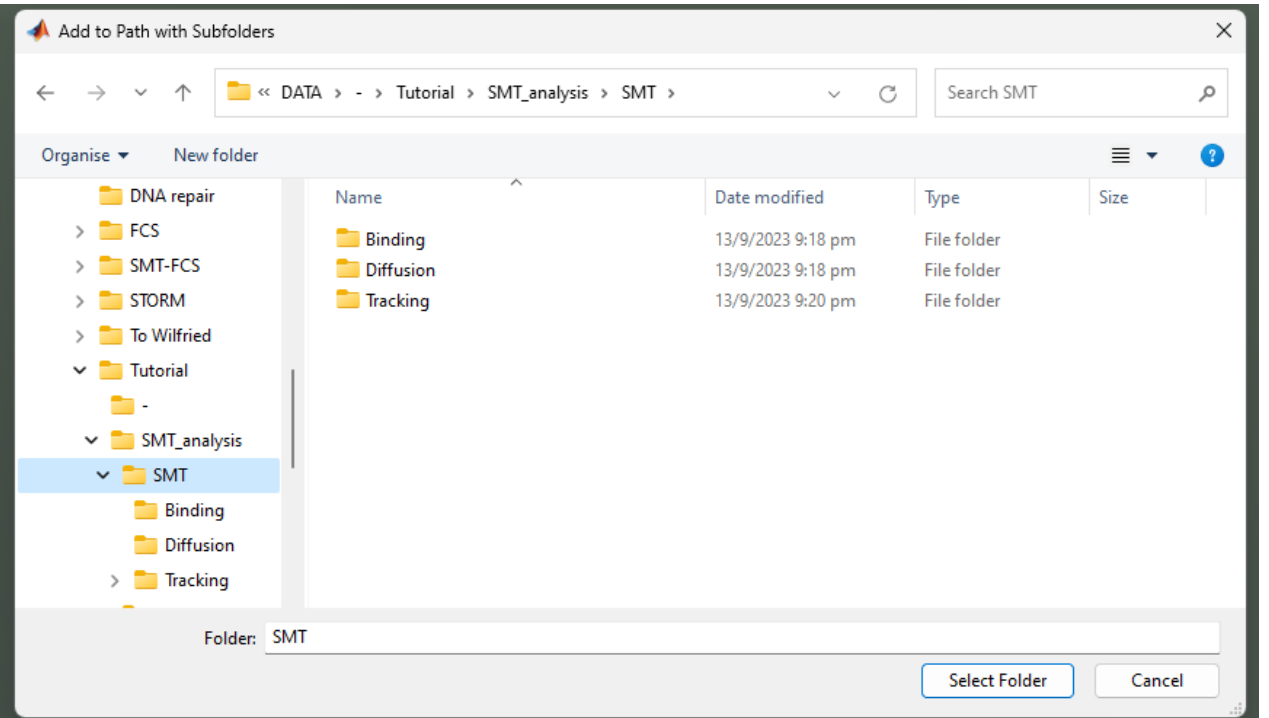 Add to Path with Subfolders
« DATA > - > Tutorial > SMT_analysis > SMT >
Search SMT
Organise
New folder
DNA repair
FCS
SMT-FCS
STORM
To Wilfried
Tutorial
-
SMT_analysis
SMT
Binding
Diffusion
Tracking
Name Date modified Type Size
Binding 13/9/2023 9:18 pm File folder
Diffusion 13/9/2023 9:18 pm File folder
Tracking 13/9/2023 9:20 pm File folder
Folder: SMT
Select Folder Cancel